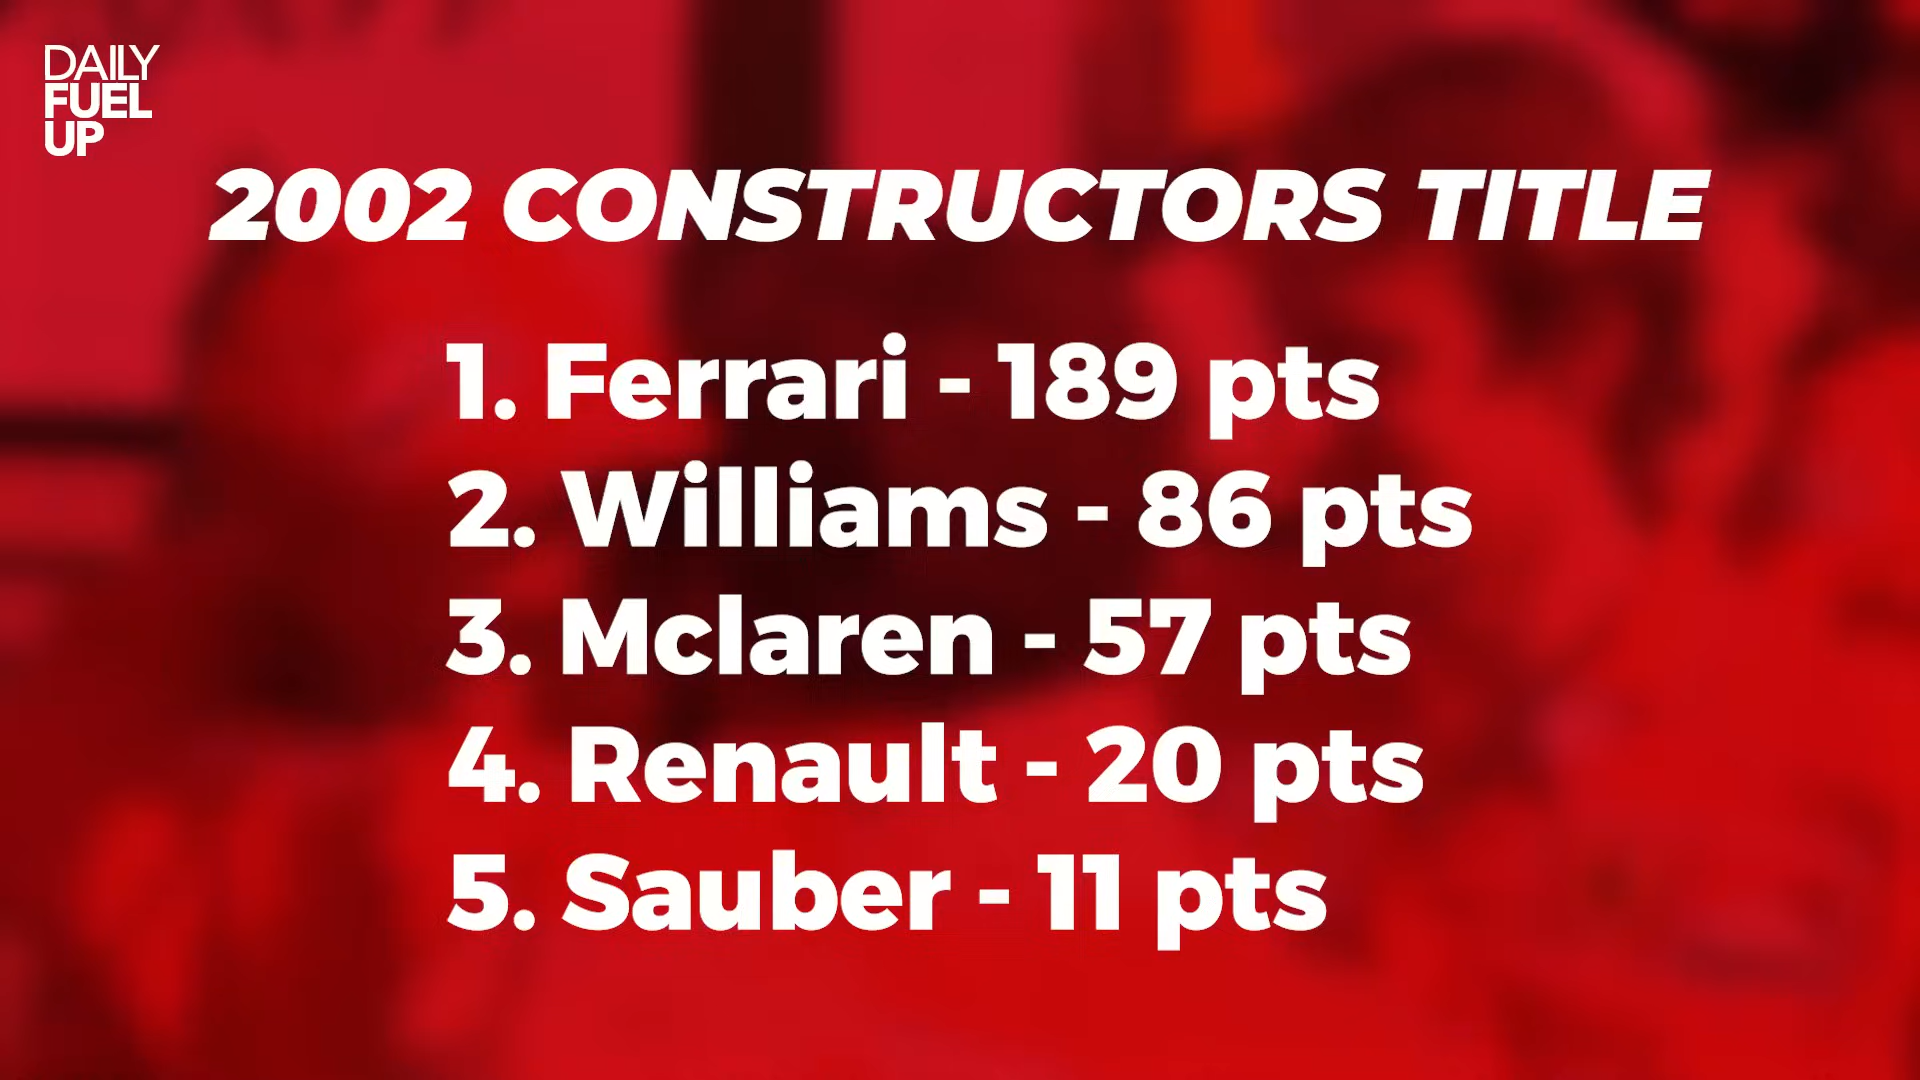 DAILY
FUEL
UP
2002 CONSTRUCTORS TITLE
1. Ferrari - 189 pts
2. Williams - 86 pts
3. Mclaren - 57 pts
4. Renault - 20 pts
5. Sauber - 11 pts